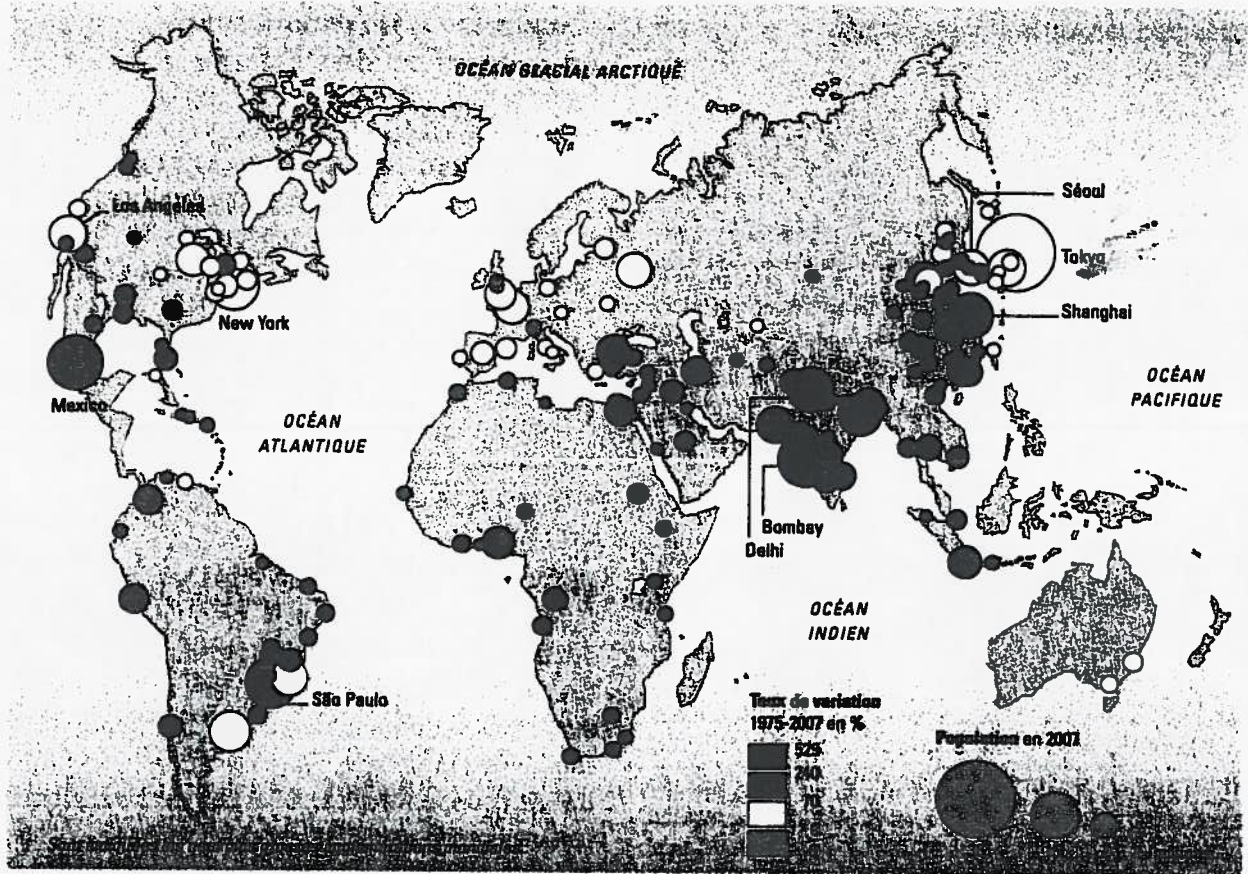 OCÉAN GLACIAL ARCTIQUE
Los Angeles
New York
Mexico
OCÉAN
ATLANTIQUE
São Paulo
Séoul
Tokyo
Shanghai
OCÉAN
PACIFIQUE
Bombay
Delhi
OCÉAN
INDIEN
Taux de variation
1975-2007 en %
525
210
70
Population en 2007